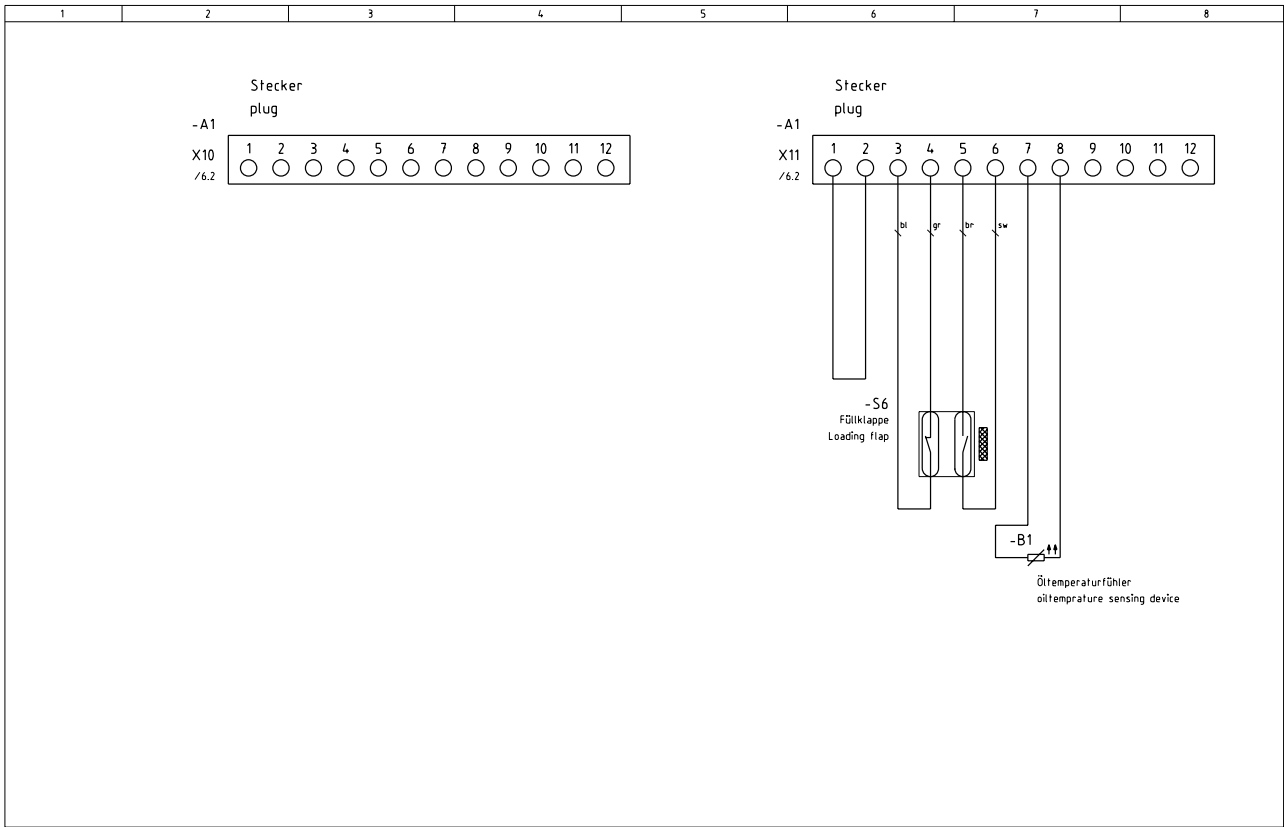 1 2 3 4 5 6 7 8
Stecker
plug
-A1
X10
/6.2
1 2 3 4 5 6 7 8 9 10 11 12
Stecker
plug
-A1
X11
/6.2
1 2 3 4 5 6 7 8 9 10 11 12
bl gr br sw
-S6
Füllklappe
Loading flap
-B1
Öltemperaturfühler
oiltemprature sensing device